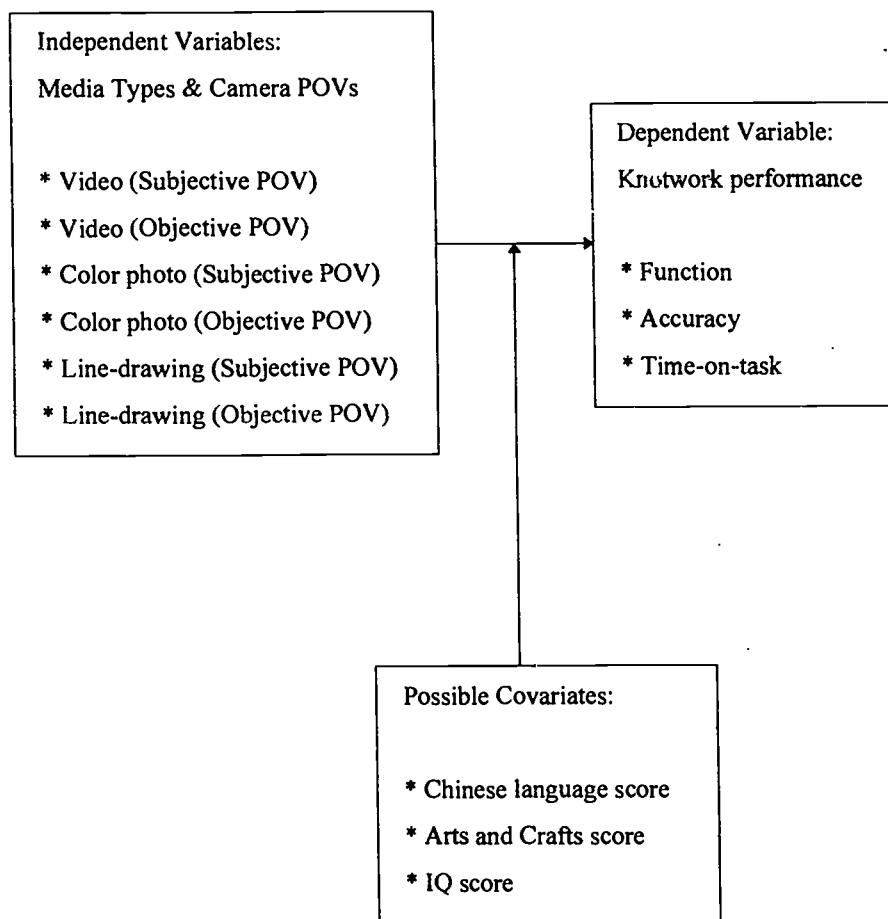 Independent Variables:
Media Types & Camera POVs
* Video (Subjective POV)
* Video (Objective POV)
* Color photo (Subjective POV)
* Color photo (Objective POV)
* Line-drawing (Subjective POV)
* Line-drawing (Objective POV)
Dependent Variable:
Knotwork performance
* Function
* Accuracy
* Time-on-task
Possible Covariates:
* Chinese language score
* Arts and Crafts score
* IQ score